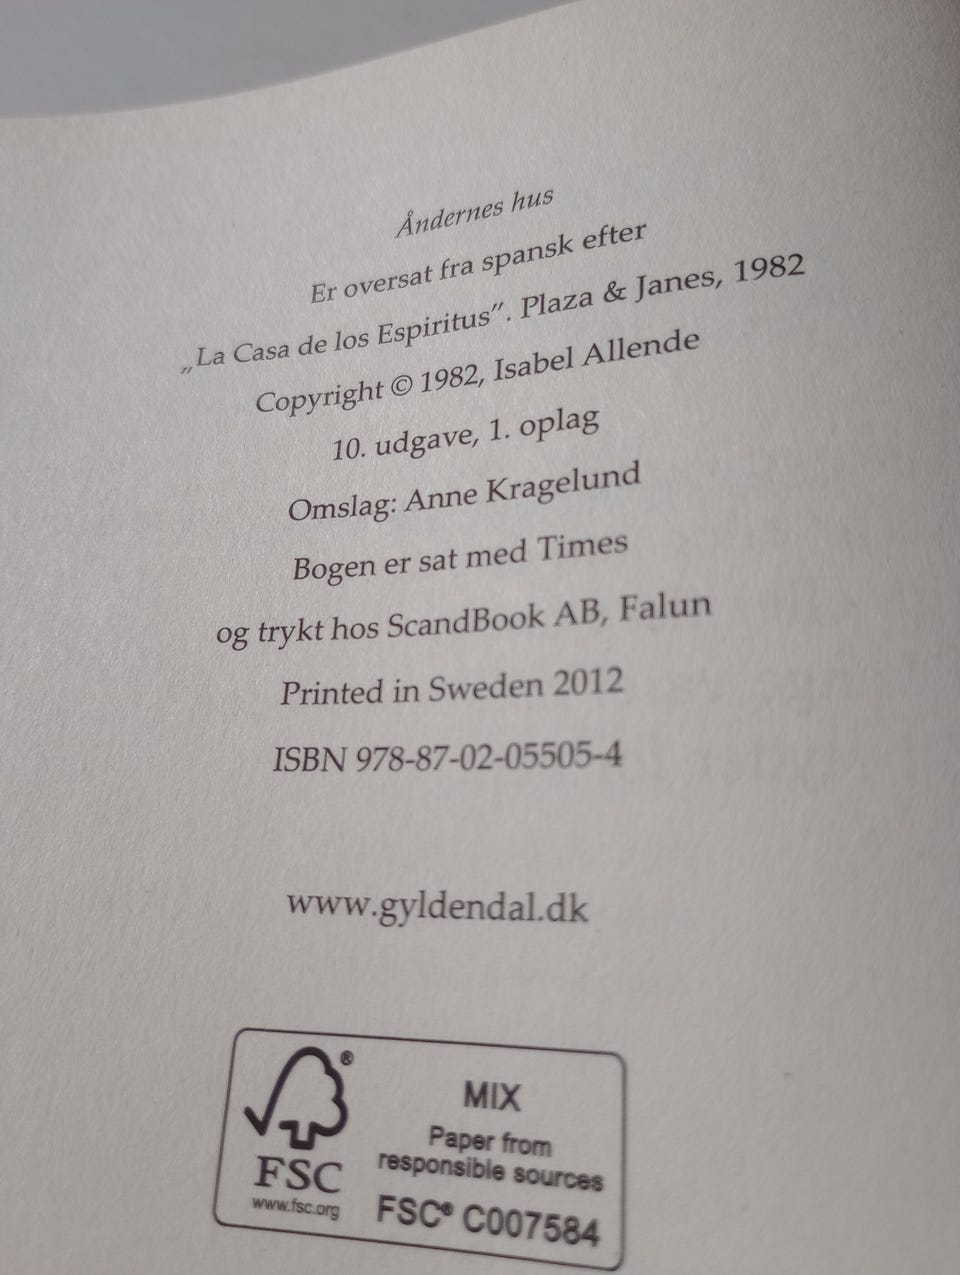 Åndernes hus
Er oversat fra spansk efter
„La Casa de los Espiritus”. Plaza & Janes, 1982
Copyright © 1982, Isabel Allende
10. udgave, 1. oplag
Omslag: Anne Kragelund
Bogen er sat med Times
og trykt hos ScandBook AB, Falun
Printed in Sweden 2012
ISBN 978-87-02-05505-4
www.gyldendal.dk
®
FSC
www.fsc.org
MIX
Paper from
responsible sources
FSC® C007584